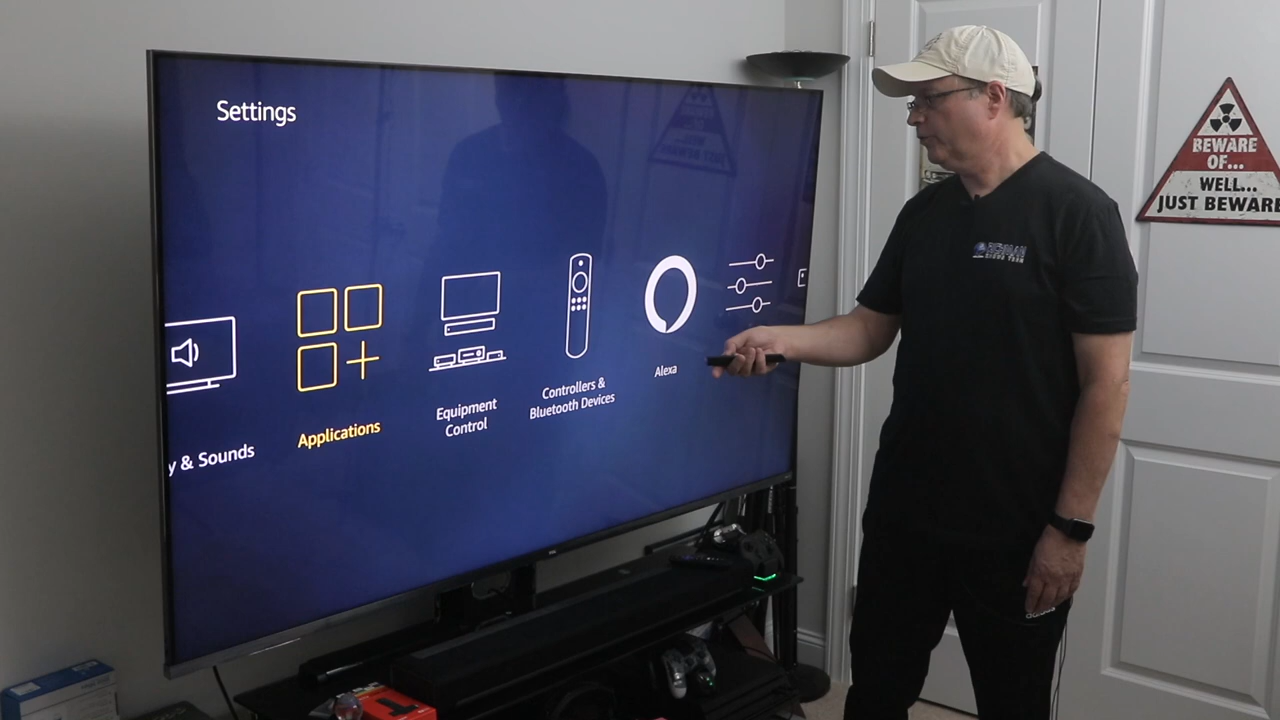 Settings
y & Sounds
Applications
Equipment
Control
Controllers &
Bluetooth Devices
Alexa
BEWARE
OF...
WELL...
JUST BEWARE